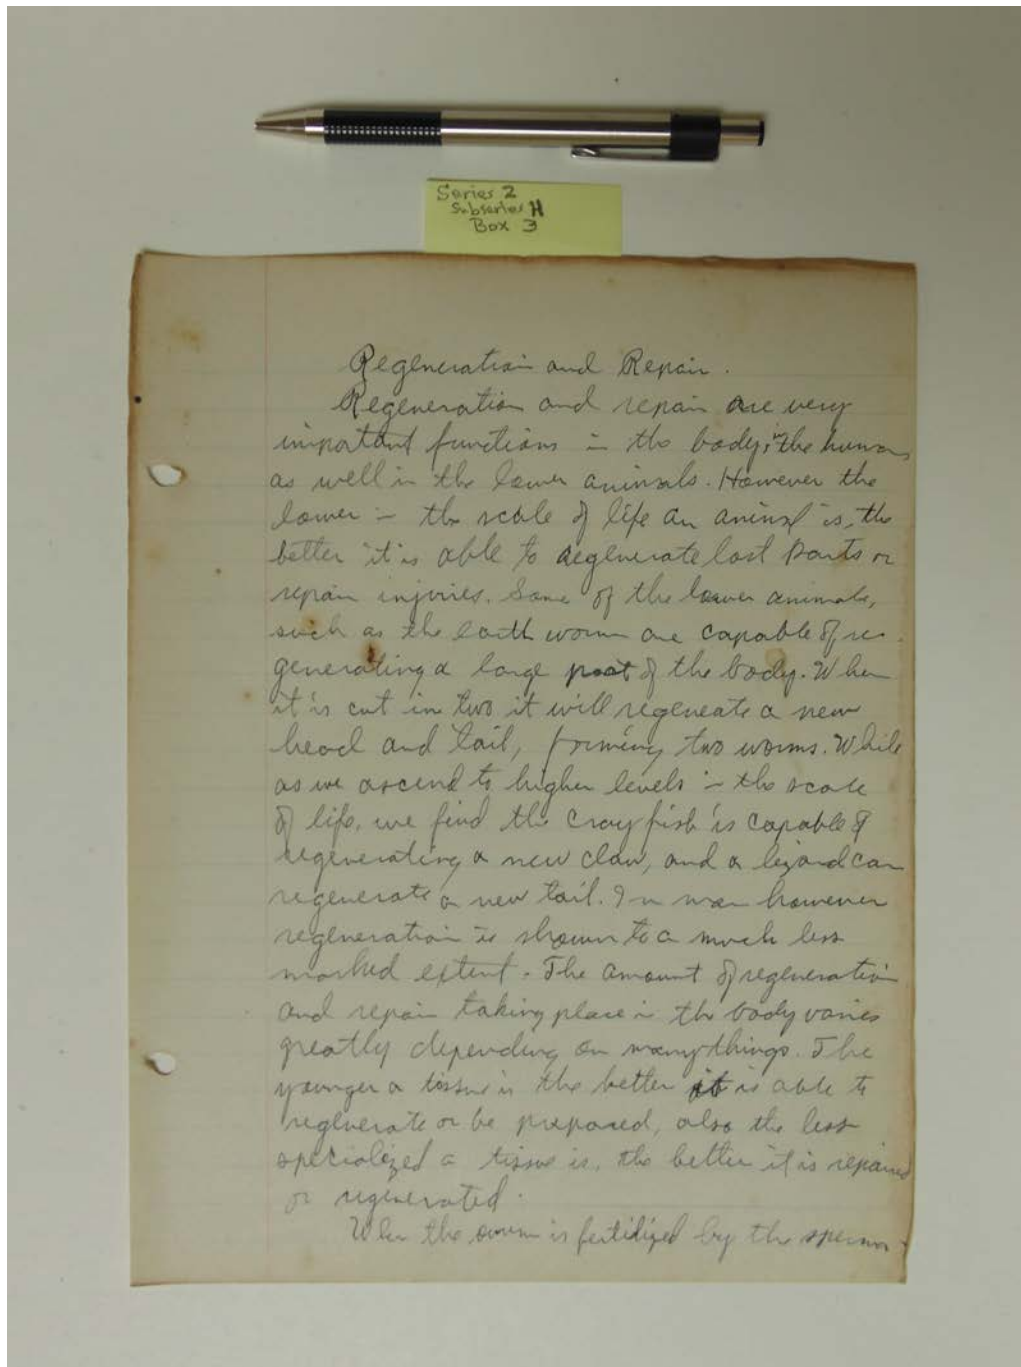 Series 2
Subseries H
Box 3
Regeneration and Repair.
Regeneration and repair are very
important functions in the body, in the human
as well in the lower animals. However the
lower in the scale of life an animal is, the
better it is able to regenerate lost parts or
repair injuries. Some of the lower animals,
such as the earth worm are capable of re-
generating a large part of the body. When
it is cut in two it will regeneate a new
head and tail, forming two worms. While
as we ascend to higher levels in the scale
of life, we find the cray fish is capable of
regenerating a new claw, and a lizard can
regenerate a new tail. In man however
regeneration is shown to a much less
marked extent. The amount of regeneration
and repair taking place in the body varies
greatly depending on many things. The
younger a tissue is the better it is able to
regenerate or be prepared, also the less
specialized a tissue is, the better it is repaired
or regenerated.
When the ovum is fertilized by the sperma-